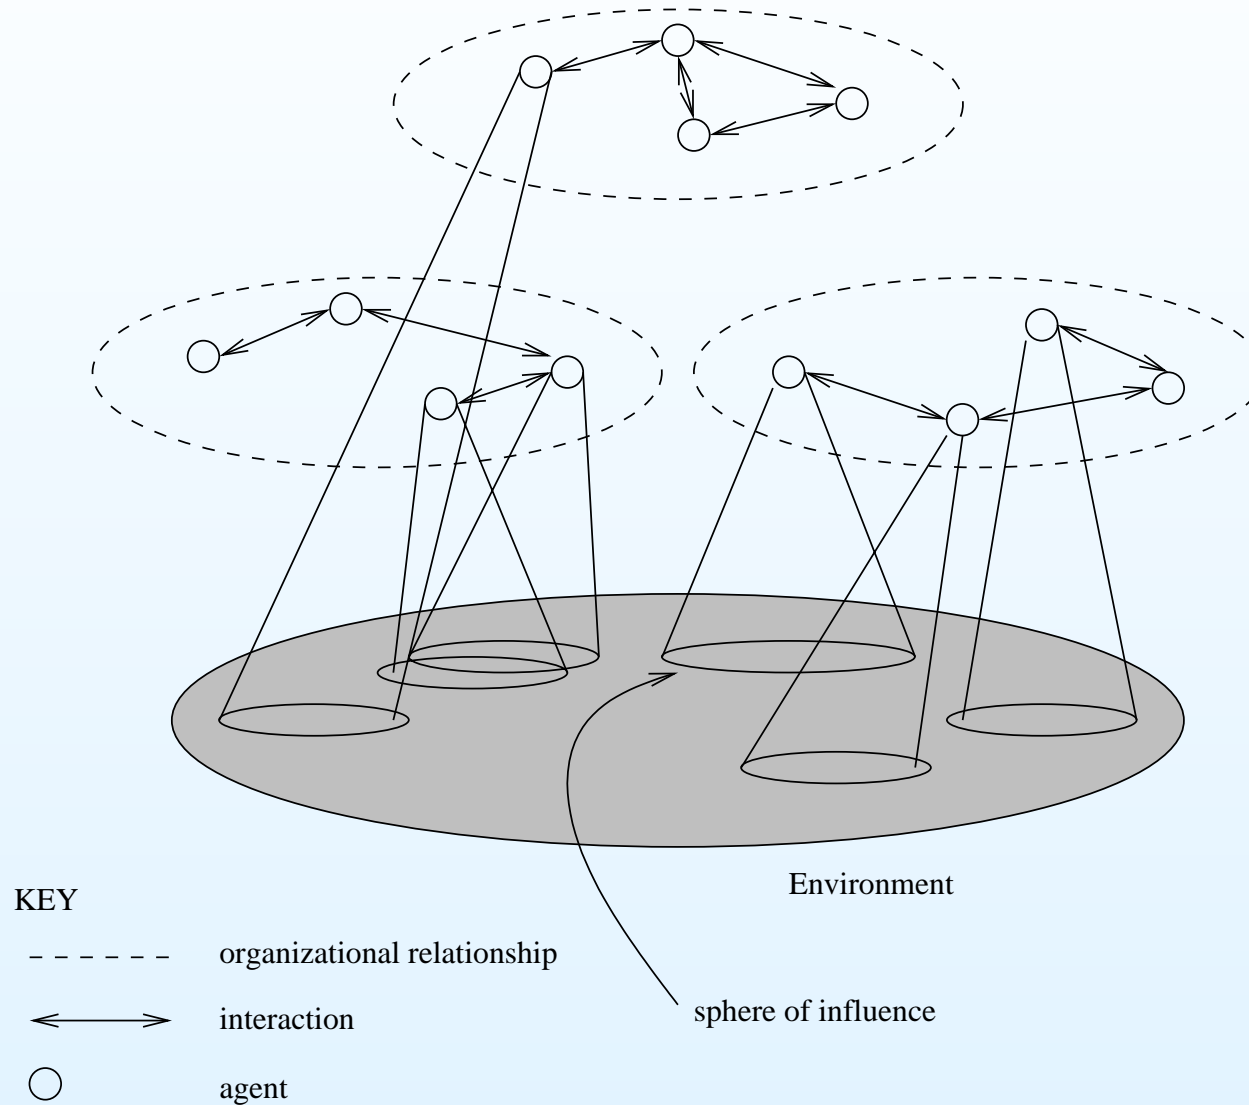 Environment
KEY
organizational relationship
interaction
sphere of influence
agent